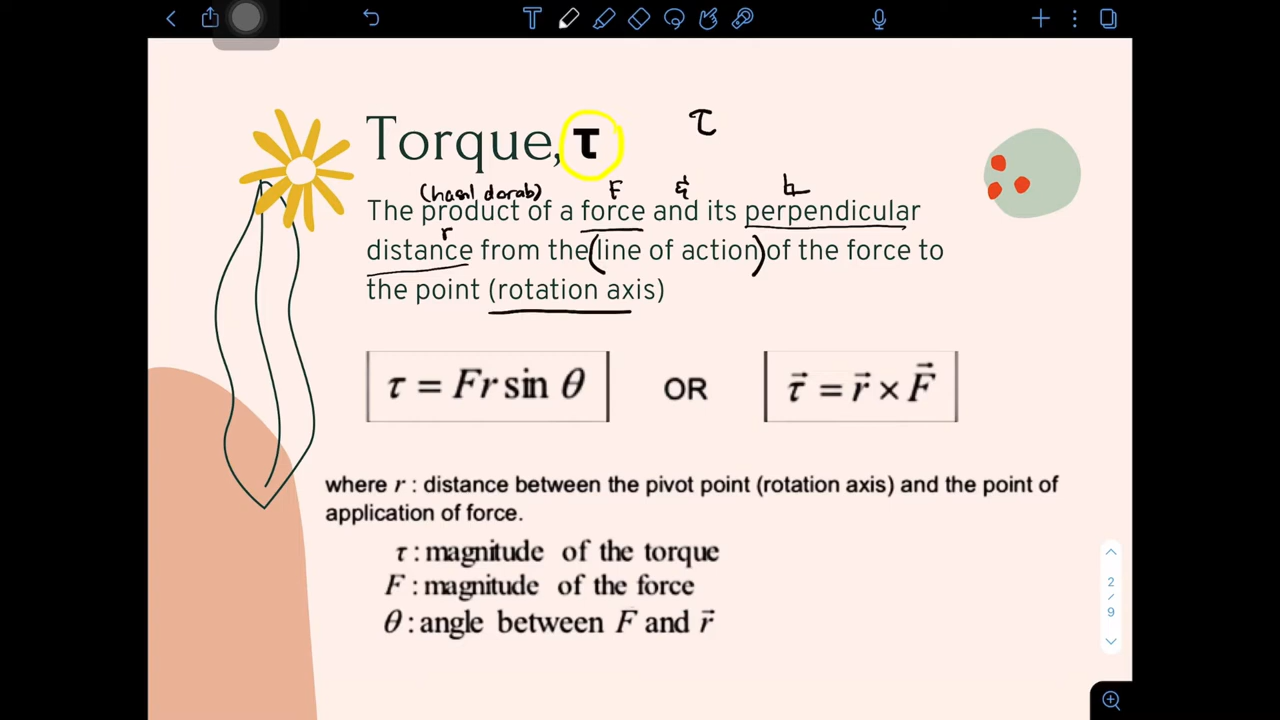 Torque, τ τ
(hasil darab) F &
The product of a force and its perpendicular
r
distance from the (line of action) of the force to
the point (rotation axis)
τ = Fr sin θ OR τ⃗ = r⃗ × F⃗
where r : distance between the pivot point (rotation axis) and the point of
application of force.
τ : magnitude of the torque
F : magnitude of the force
θ : angle between F and r⃗
2
/
9